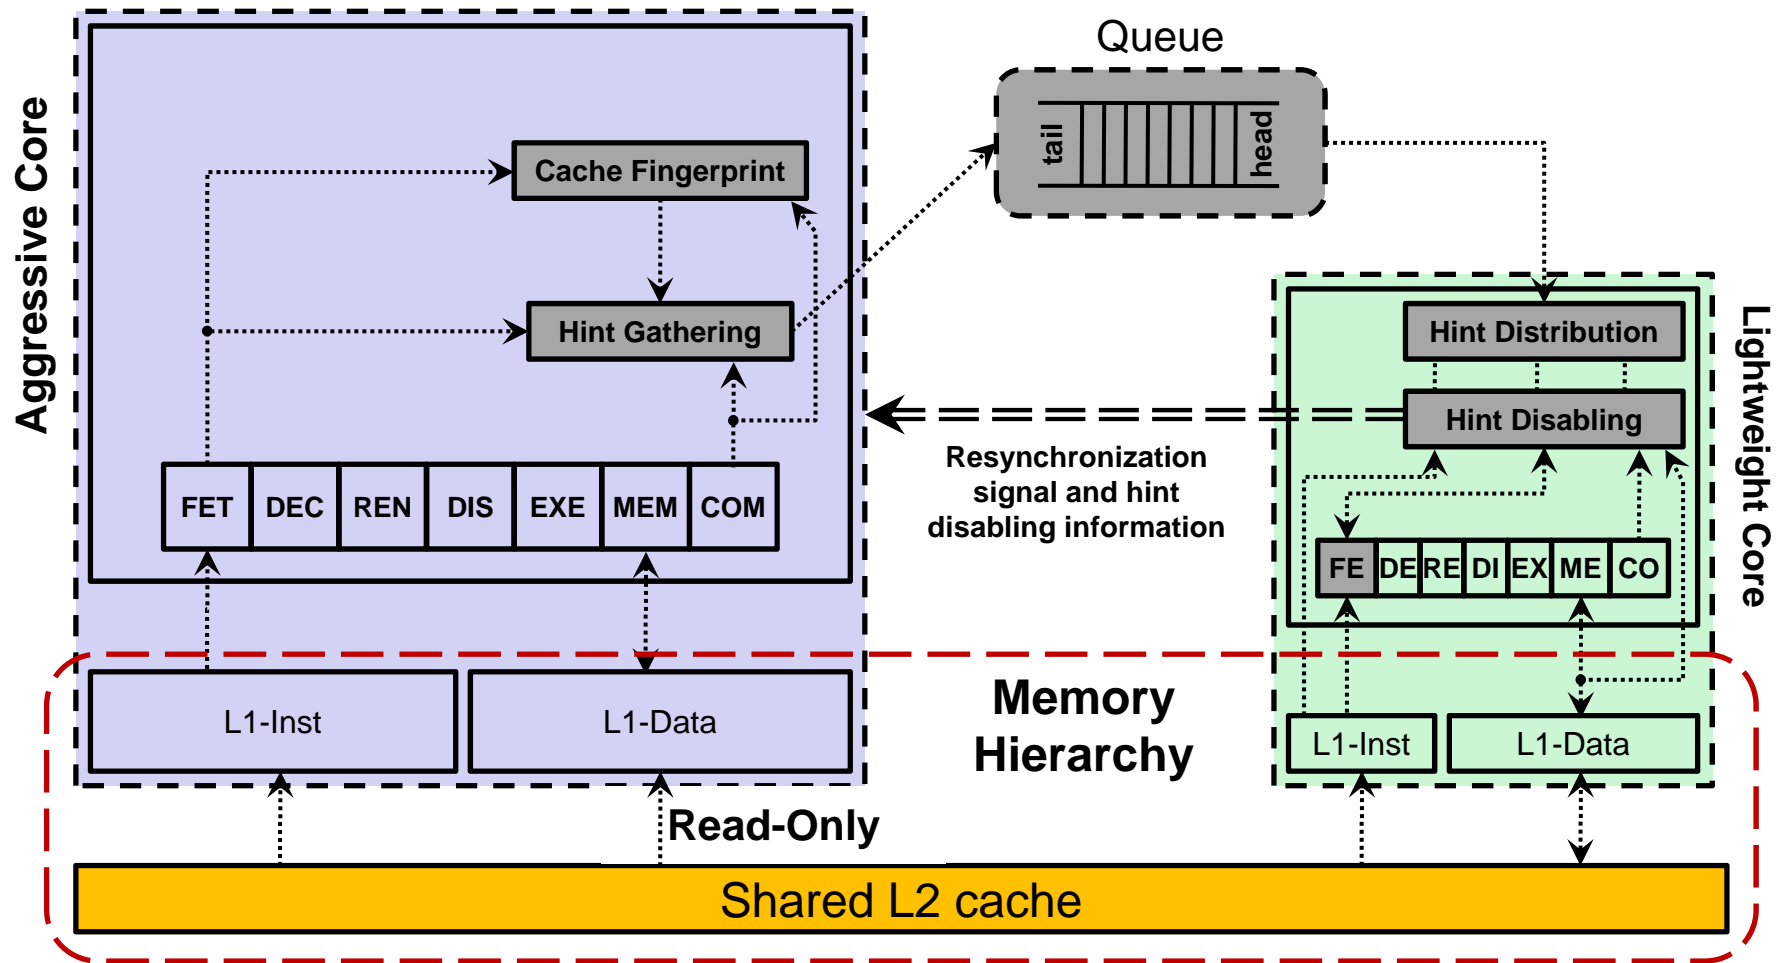 Queue
Aggressive Core
tail
head
Cache Fingerprint
Hint Gathering
Hint Distribution
Hint Disabling
Lightweight Core
Resynchronization
signal and hint
disabling information
FET DEC REN DIS EXE MEM COM
FE DE RE DI EX ME CO
L1-Inst
L1-Data
Memory
Hierarchy
L1-Inst
L1-Data
Read-Only
Shared L2 cache